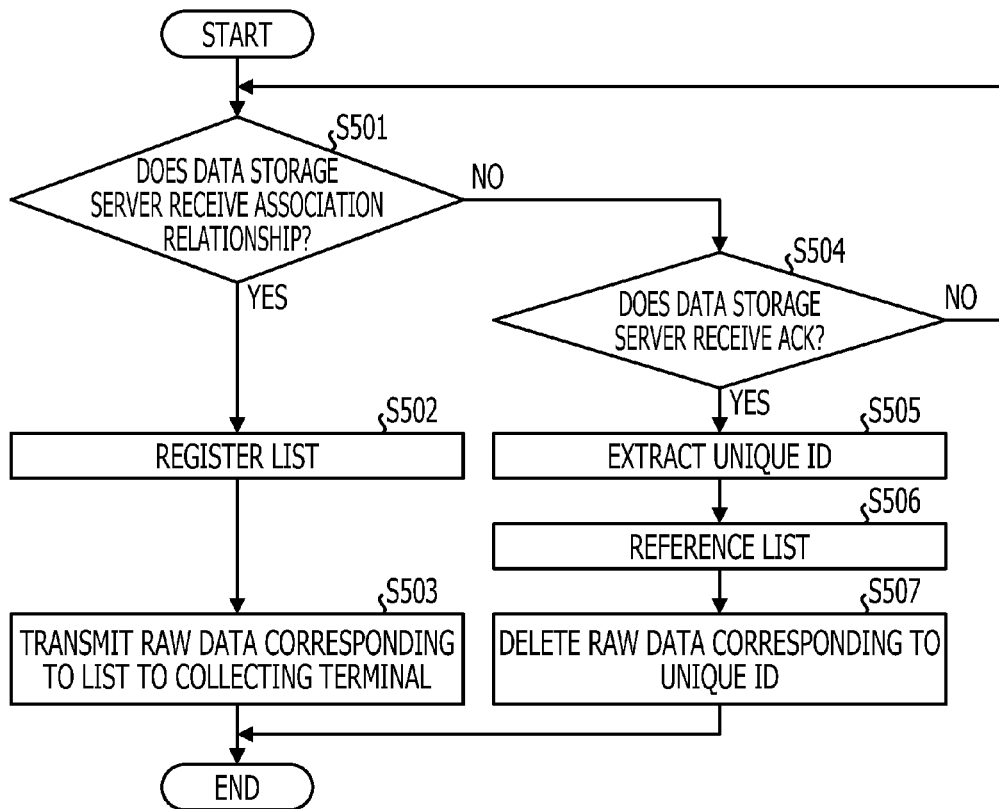 START
S501
DOES DATA STORAGE
SERVER RECEIVE ASSOCIATION
RELATIONSHIP?
NO
YES
S504
DOES DATA STORAGE
SERVER RECEIVE ACK?
NO
YES
S502
REGISTER LIST
S505
EXTRACT UNIQUE ID
S506
REFERENCE LIST
S503
TRANSMIT RAW DATA CORRESPONDING
TO LIST TO COLLECTING TERMINAL
S507
DELETE RAW DATA CORRESPONDING TO
UNIQUE ID
END